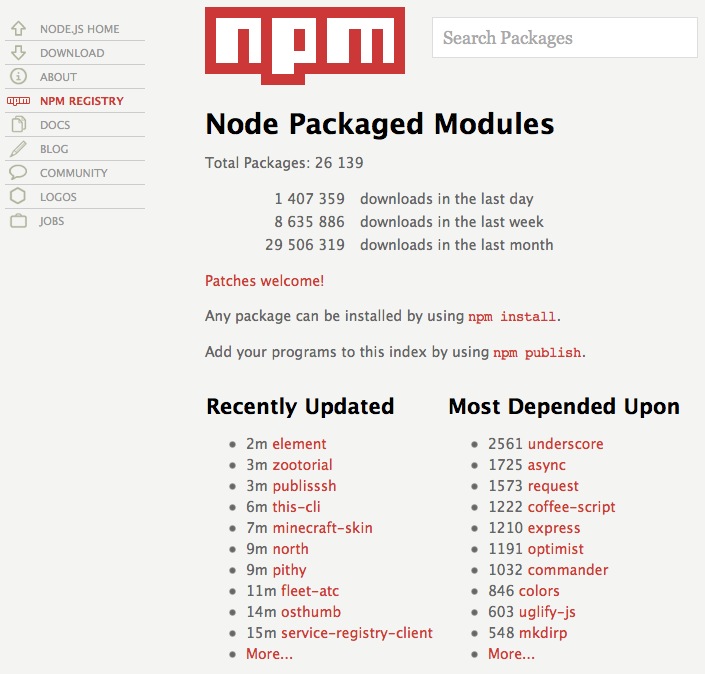 NODE.JS HOME
DOWNLOAD
ABOUT
npm NPM REGISTRY
DOCS
BLOG
COMMUNITY
LOGOS
JOBS
npm
Search Packages
Node Packaged Modules
Total Packages: 26 139
1 407 359 downloads in the last day
8 635 886 downloads in the last week
29 506 319 downloads in the last month
Patches welcome!
Any package can be installed by using npm install.
Add your programs to this index by using npm publish.
Recently Updated
2m element
3m zootorial
3m publisssh
6m this-cli
7m minecraft-skin
9m north
9m pithy
11m fleet-atc
14m osthumb
15m service-registry-client
More...
Most Depended Upon
2561 underscore
1725 async
1573 request
1222 coffee-script
1210 express
1191 optimist
1032 commander
846 colors
603 uglify-js
548 mkdirp
More...